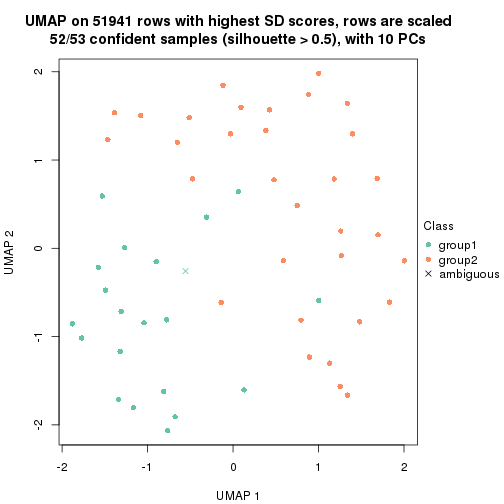 UMAP on 51941 rows with highest SD scores, rows are scaled
52/53 confident samples (silhouette > 0.5), with 10 PCs
2
1
0
-1
-2
UMAP 2
-2
-1
0
1
2
UMAP 1
Class
group1
group2
ambiguous